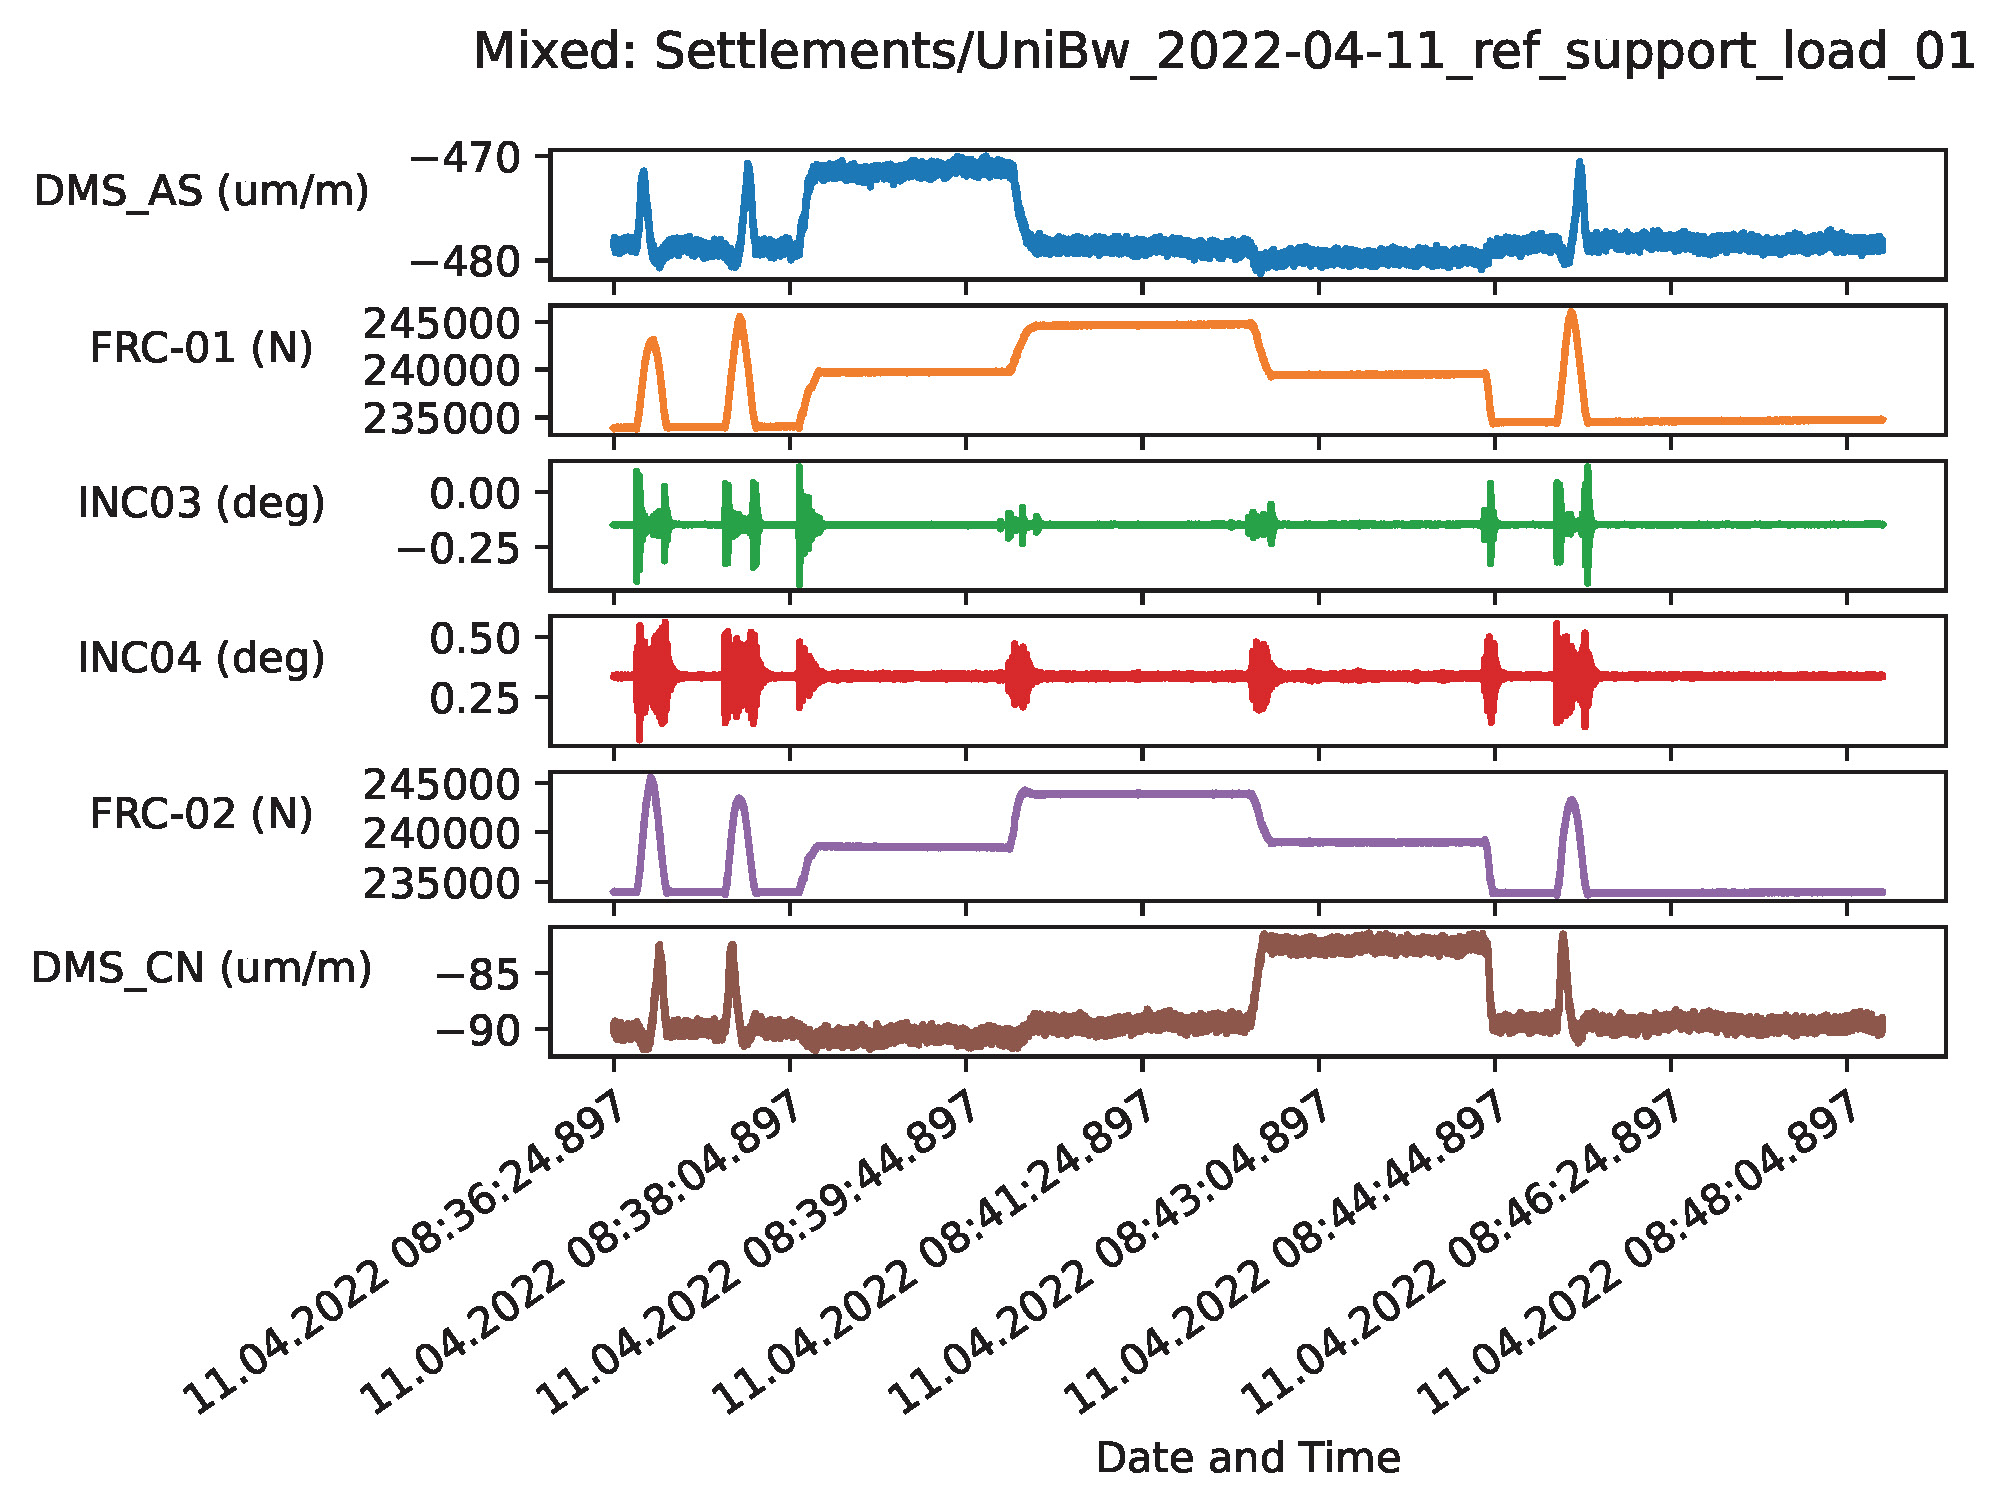 Mixed: Settlements/UniBw_2022-04-11_ref_support_load_01
DMS_AS (um/m)
−470
−480
FRC-01 (N)
245000
240000
235000
INC03 (deg)
0.00
−0.25
INC04 (deg)
0.50
0.25
FRC-02 (N)
245000
240000
235000
DMS_CN (um/m)
−85
−90
11.04.2022 08:36:24.897
11.04.2022 08:38:04.897
11.04.2022 08:39:44.897
11.04.2022 08:41:24.897
11.04.2022 08:43:04.897
11.04.2022 08:44:44.897
11.04.2022 08:46:24.897
11.04.2022 08:48:04.897
Date and Time